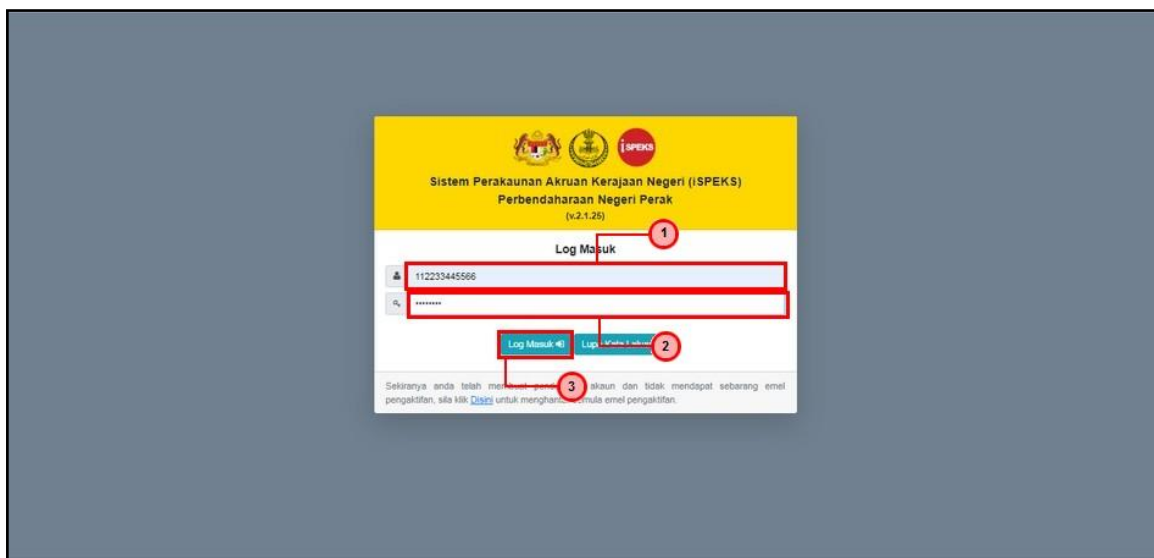 iSPEKS
Sistem Perakaunan Akruan Kerajaan Negeri (iSPEKS)
Perbendaharaan Negeri Perak
(v.2.1.25)
1
Log Masuk
112233445566
********
Log Masuk
2
3
Sekiranya anda telah akaun dan tidak mendapat sebarang emel
pengaktifan, sila klik Disini untuk emel pengaktifan.